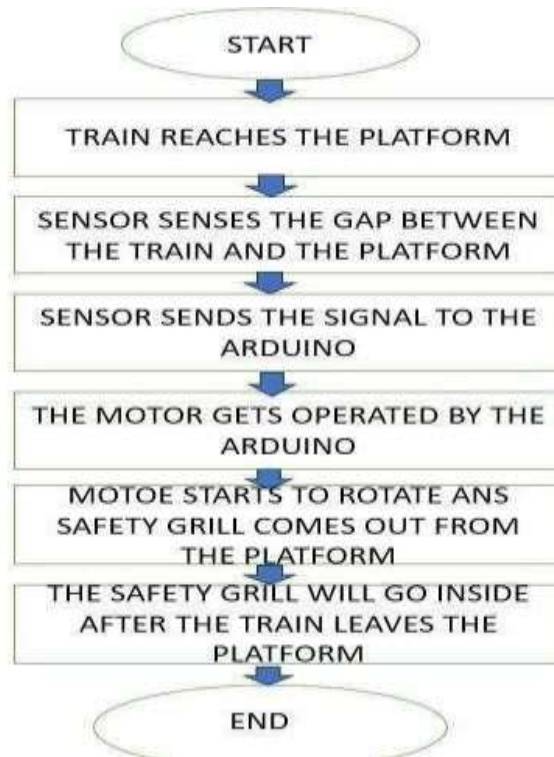 START
TRAIN REACHES THE PLATFORM
SENSOR SENSES THE GAP BETWEEN
THE TRAIN AND THE PLATFORM
SENSOR SENDS THE SIGNAL TO THE
ARDUINO
THE MOTOR GETS OPERATED BY THE
ARDUINO
MOTOE STARTS TO ROTATE ANS
SAFETY GRILL COMES OUT FROM
THE PLATFORM
THE SAFETY GRILL WILL GO INSIDE
AFTER THE TRAIN LEAVES THE
PLATFORM
END